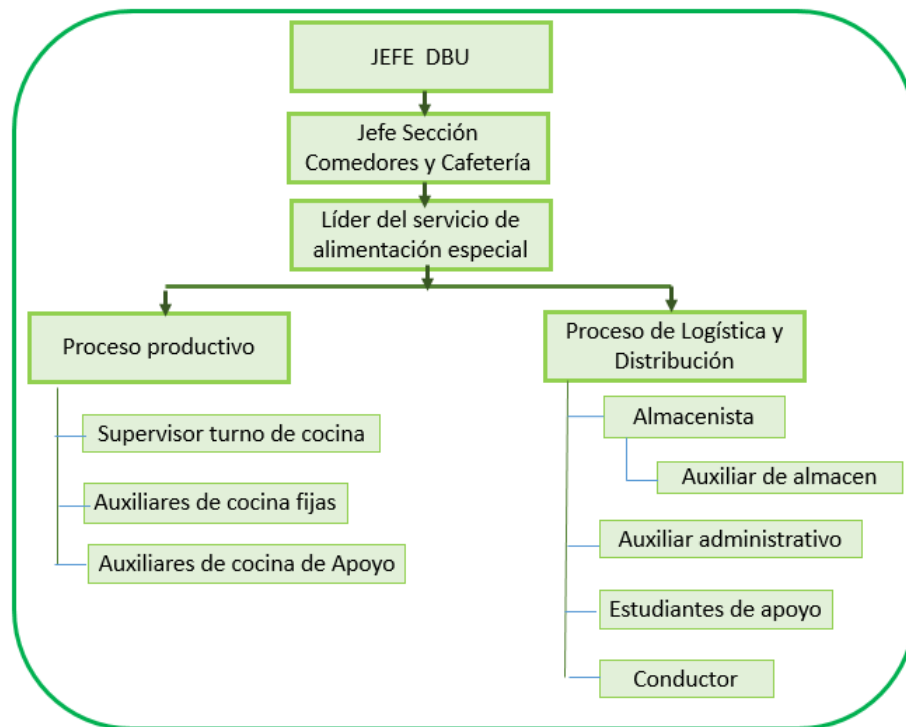 JEFE DBU
Jefe Sección
Comedores y Cafetería
Líder del servicio de
alimentación especial
Proceso productivo
Supervisor turno de cocina
Auxiliares de cocina fijas
Auxiliares de cocina de Apoyo
Proceso de Logística y
Distribución
Almacenista
Auxiliar de almacen
Auxiliar administrativo
Estudiantes de apoyo
Conductor